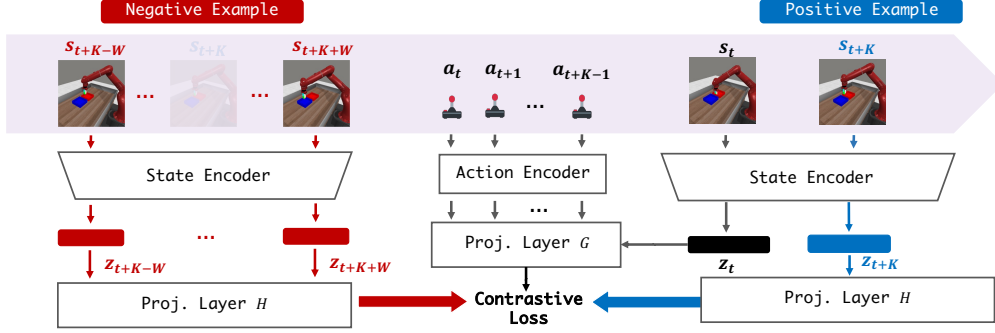 Negative Example
Positive Example
s_{t+K-W} s_{t+K} s_{t+K+W}
a_t a_{t+1} a_{t+K-1}
s_t s_{t+K}
... ...
...
State Encoder
Action Encoder
State Encoder
...
...
Proj. Layer G
z_{t+K-W} z_{t+K+W}
z_t z_{t+K}
Proj. Layer H
Contrastive
Loss
Proj. Layer H